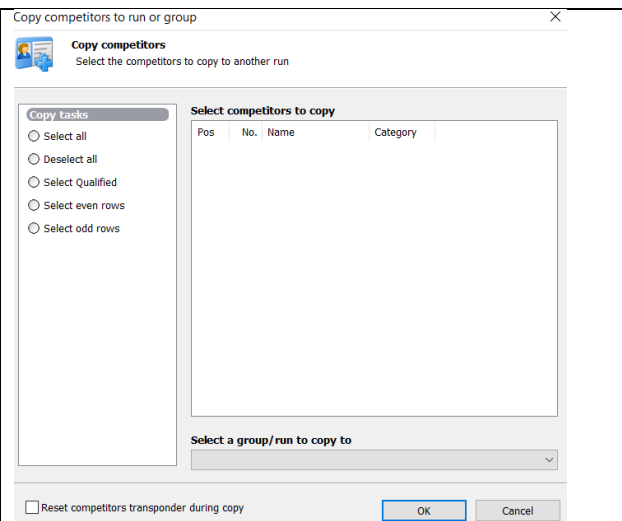 Copy competitors to run or group
Copy competitors
Select the competitors to copy to another run
Copy tasks
Select all
Deselect all
Select Qualified
Select even rows
Select odd rows
Select competitors to copy
Pos No. Name Category
Select a group/run to copy to
Reset competitors transponder during copy
OK Cancel